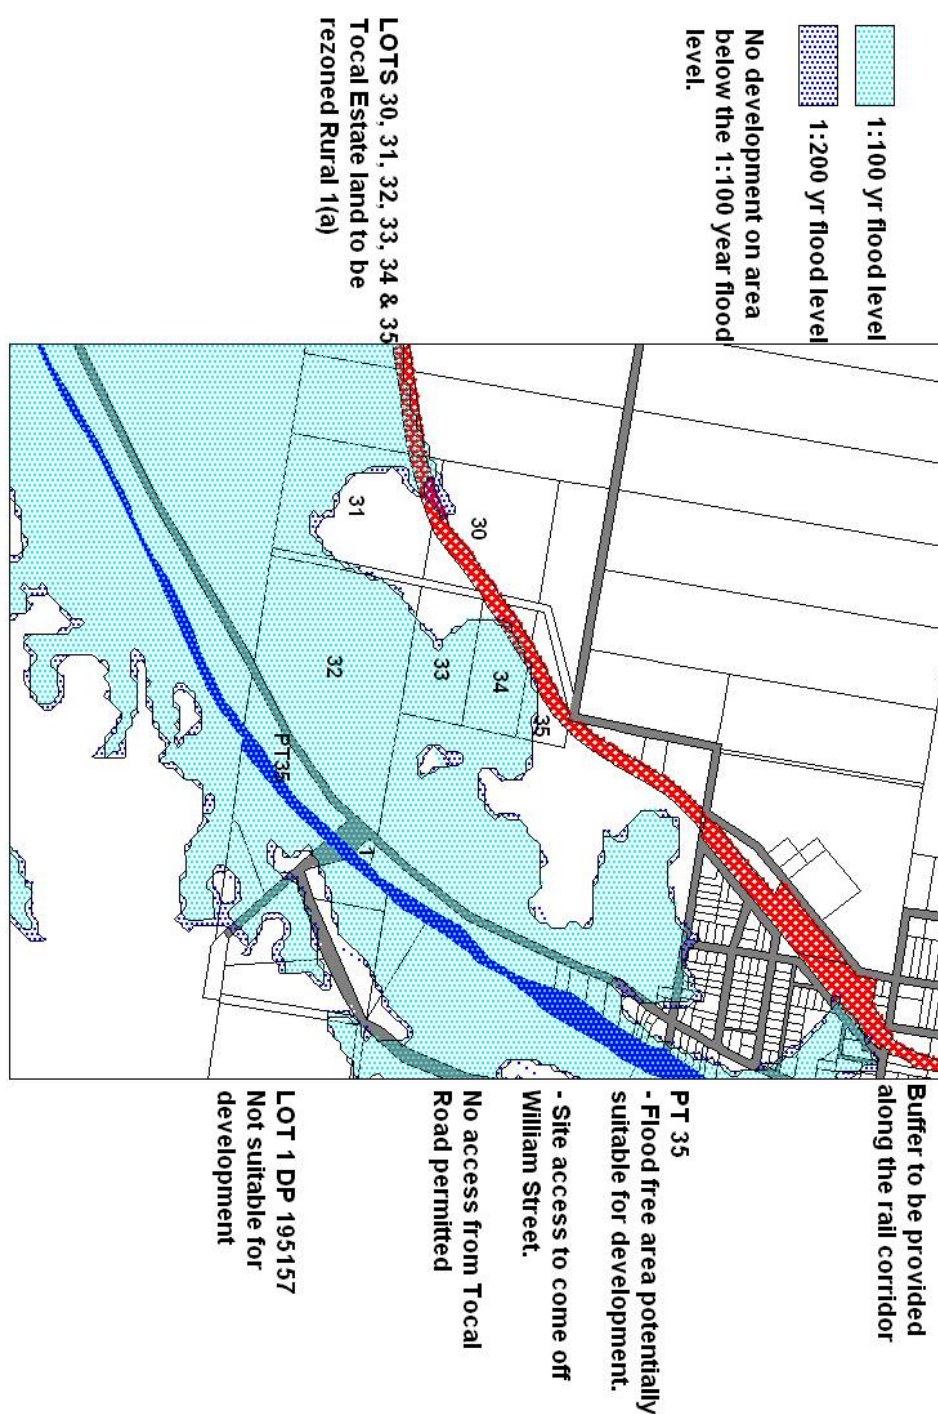 1:100 yr flood level
1:200 yr flood level
No development on area
below the 1:100 year flood
level.
LOTS 30, 31, 32, 33, 34 & 35
Tocal Estate land to be
rezoned Rural 1(a)
30
31
32
33
34
35
PT35
1
Buffer to be provided
along the rail corridor
PT 35
- Flood free area potentially
suitable for development.
- Site access to come off
William Street.
No access from Tocal
Road permitted
LOT 1 DP 195157
Not suitable for
development